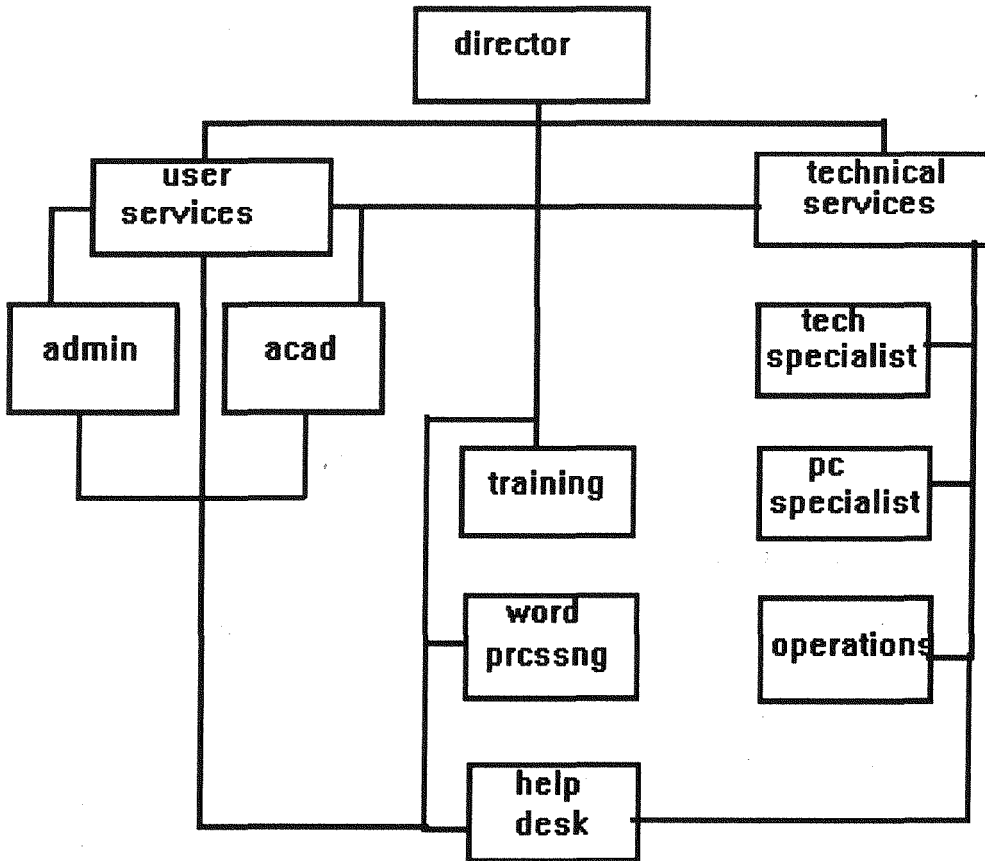 director
user
services
technical
services
admin
acad
tech
specialist
training
pc
specialist
word
prcssng
operations
help
desk